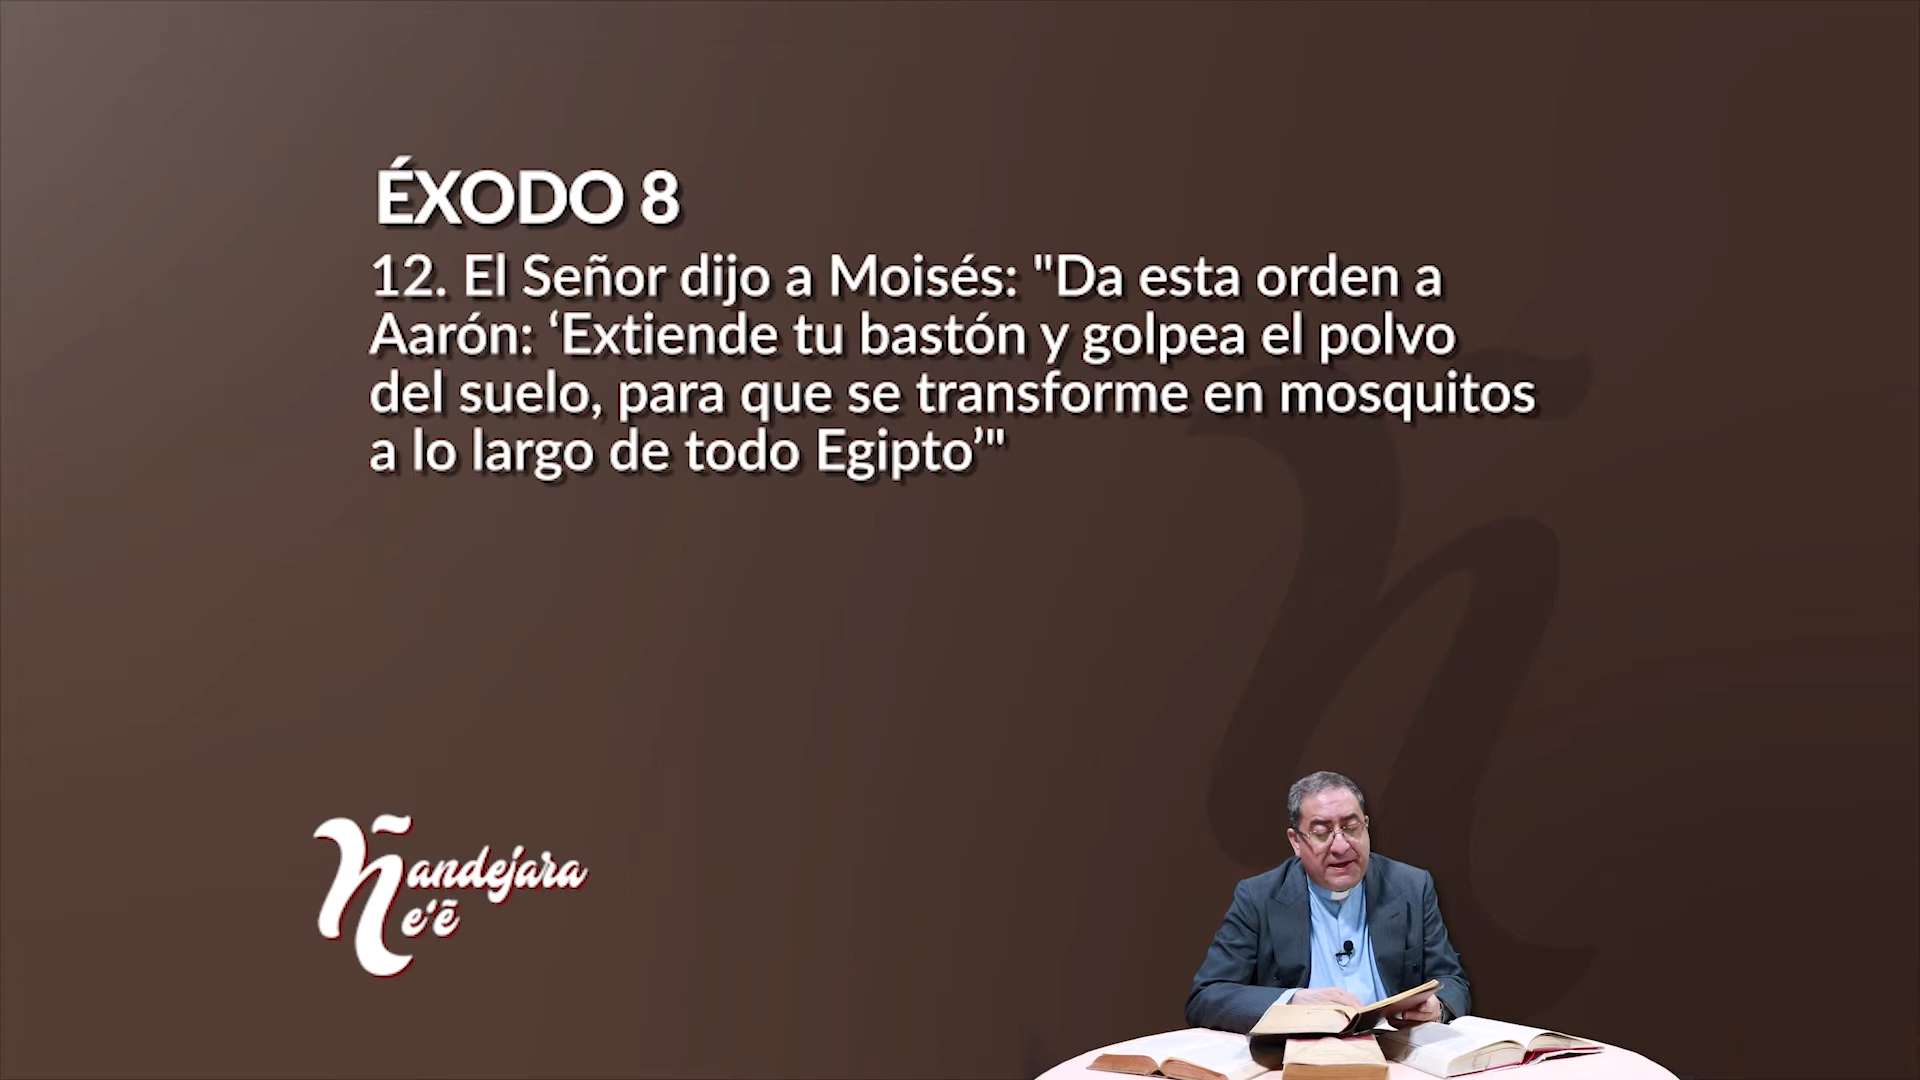 ÉXODO 8
12. El Señor dijo a Moisés: "Da esta orden a
Aarón: ‘Extiende tu bastón y golpea el polvo
del suelo, para que se transforme en mosquitos
a lo largo de todo Egipto’"
Ñandejara
Ñe'ẽ